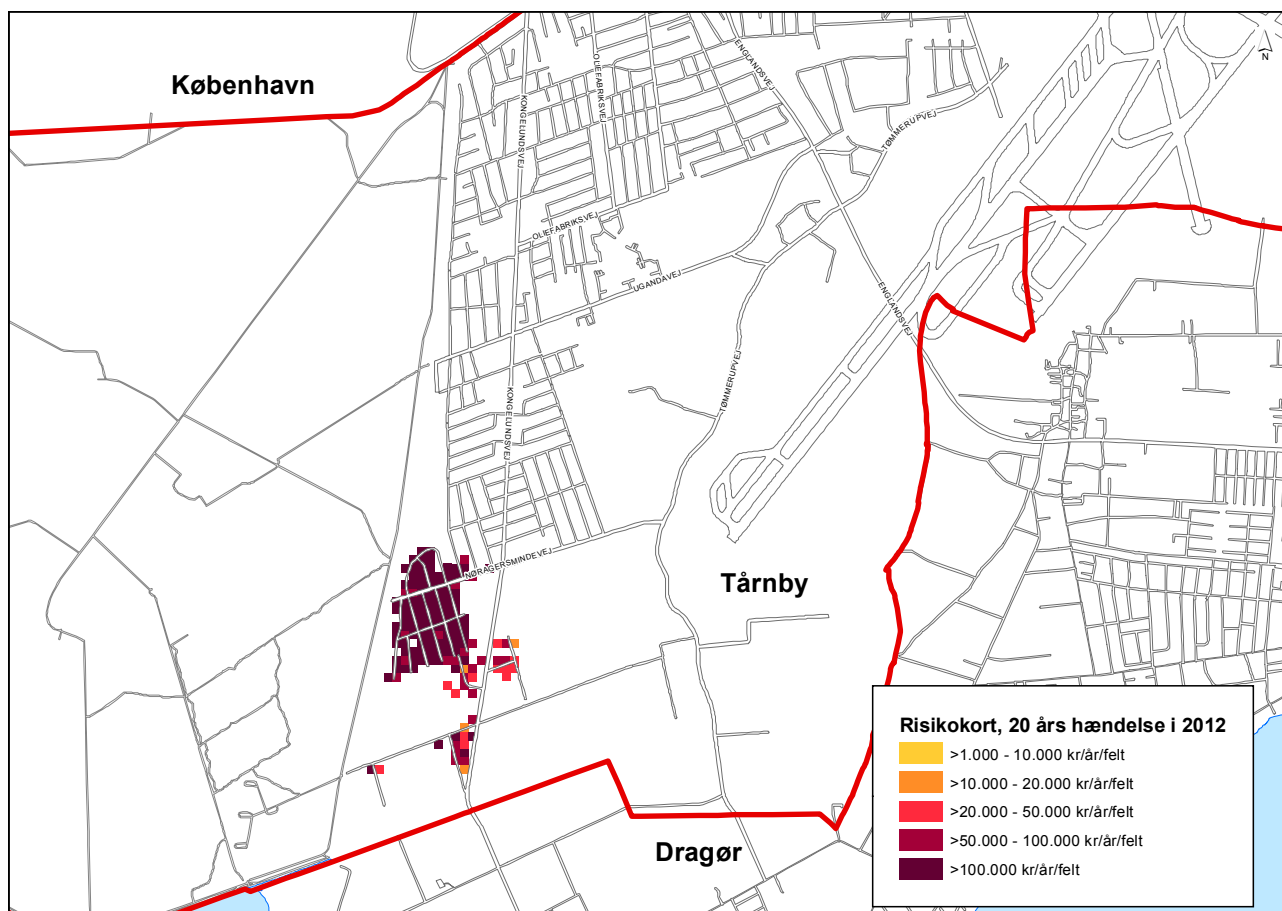 København
N
KONGELUNDSVEJ
OLIEFABRIKSVEJ
ENGLANDSVEJ
TØMMERUPVEJ
OLIEFABRIKSVEJ
UGANDAVEJ
ENGLANDSVEJ
TØMMERUPVEJ
KONGELUNDSVEJ
NØRAGERSMINDEVEJ
Tårnby
Dragør
Risikokort, 20 års hændelse i 2012
>1.000 - 10.000 kr/år/felt
>10.000 - 20.000 kr/år/felt
>20.000 - 50.000 kr/år/felt
>50.000 - 100.000 kr/år/felt
>100.000 kr/år/felt